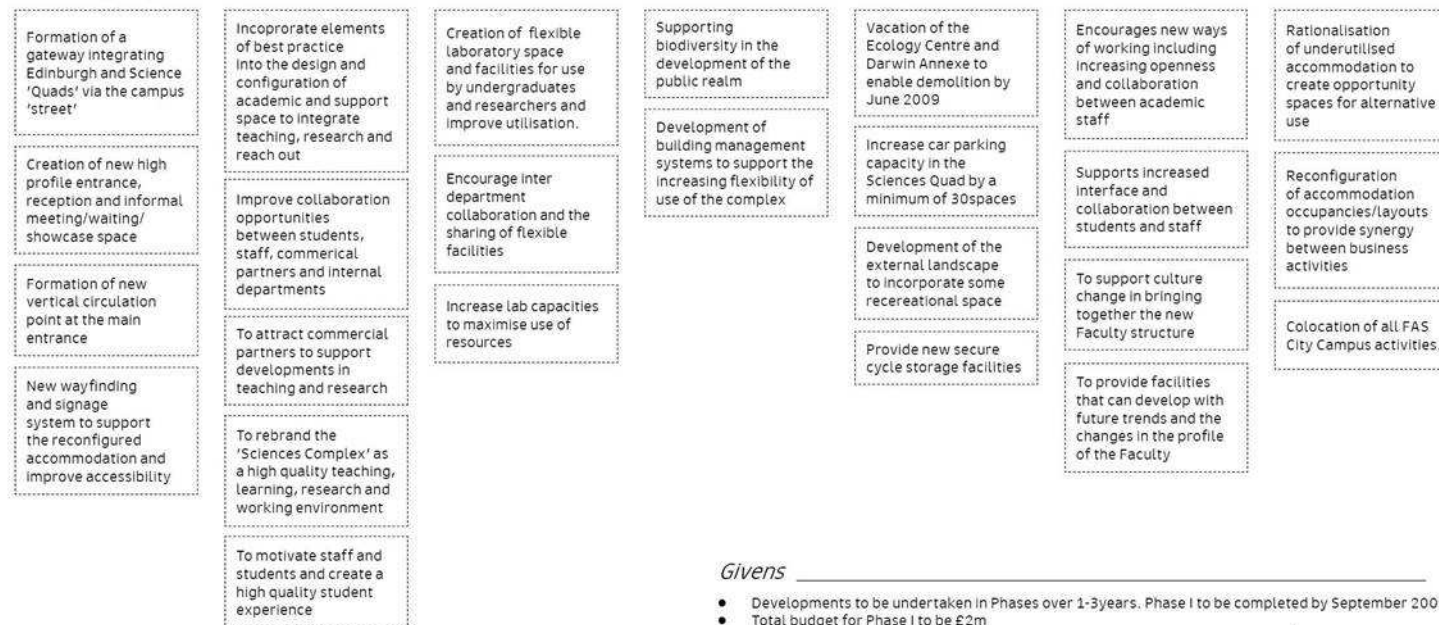 Formation of a
gateway integrating
Edinburgh and Science
'Quads' via the campus
'street'
Creation of new high
profile entrance,
reception and informal
meeting/waiting/
showcase space
Formation of new
vertical circulation
point at the main
entrance
New wayfinding
and signage
system to support
the reconfigured
accommodation and
improve accessibility
Incoprorate elements
of best practice
into the design and
configuration of
academic and support
space to integrate
teaching, research and
reach out
Improve collaboration
opportunities
between students,
staff, commerical
partners and internal
departments
To attract commercial
partners to support
developments in
teaching and research
To rebrand the
'Sciences Complex' as
a high quality teaching,
learning, research and
working environment
To motivate staff and
students and create a
high quality student
experience
Creation of flexible
laboratory space
and facilities for use
by undergraduates
and researchers and
improve utilisation.
Encourage inter
department
collaboration and the
sharing of flexible
facilities
Increase lab capacities
to maximise use of
resources
Supporting
biodiversity in the
development of the
public realm
Development of
building management
systems to support the
increasing flexibility of
use of the complex
Vacation of the
Ecology Centre and
Darwin Annexe to
enable demolition by
June 2009
Increase car parking
capacity in the
Sciences Quad by a
minimum of 30spaces
Development of the
external landscape
to incorporate some
recereational space
Provide new secure
cycle storage facilities
Encourages new ways
of working including
increasing openness
and collaboration
between academic
staff
Supports increased
interface and
collaboration between
students and staff
To support culture
change in bringing
together the new
Faculty structure
To provide facilities
that can develop with
future trends and the
changes in the profile
of the Faculty
Rationalisation
of underutilised
accommodation to
create opportunity
spaces for alternative
use
Reconfiguration
of accommodation
occupancies/layouts
to provide synergy
between business
activities
Colocation of all FAS
City Campus activities.
Givens
• Developments to be undertaken in Phases over 1-3years. Phase I to be completed by September 200
• Total budget for Phase I to be £2m